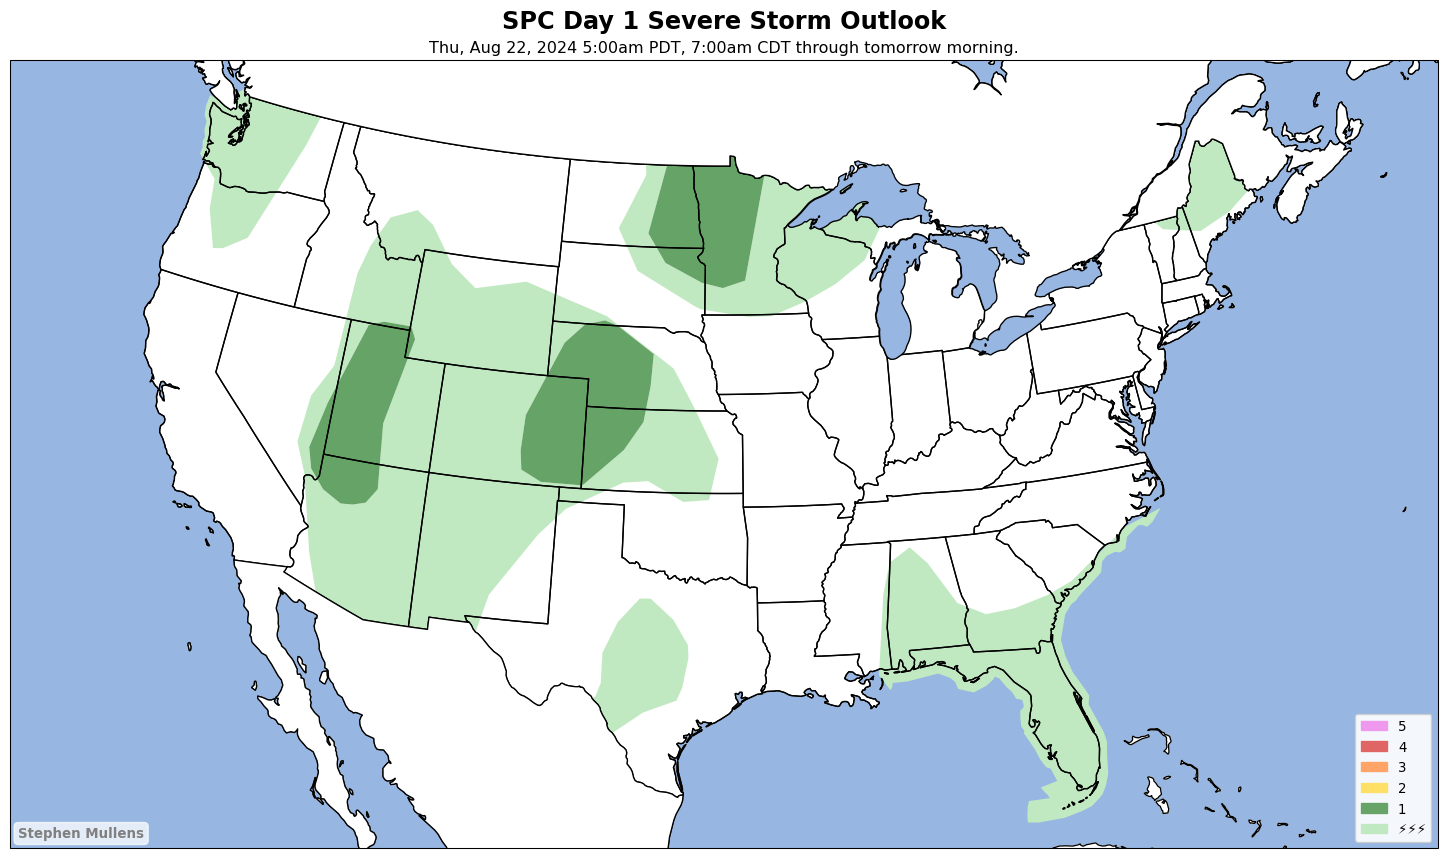 SPC Day 1 Severe Storm Outlook
Thu, Aug 22, 2024 5:00am PDT, 7:00am CDT through tomorrow morning.
5
4
3
2
1
⚡⚡⚡
Stephen Mullens